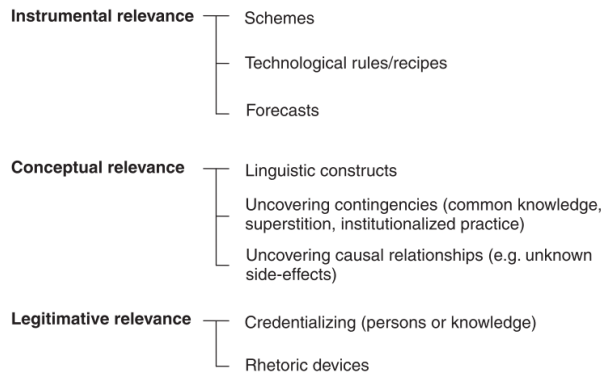 Instrumental relevance
Schemes
Technological rules/recipes
Forecasts
Conceptual relevance
Linguistic constructs
Uncovering contingencies (common knowledge,
superstition, institutionalized practice)
Uncovering causal relationships (e.g. unknown
side-effects)
Legitimative relevance
Credentializing (persons or knowledge)
Rhetoric devices